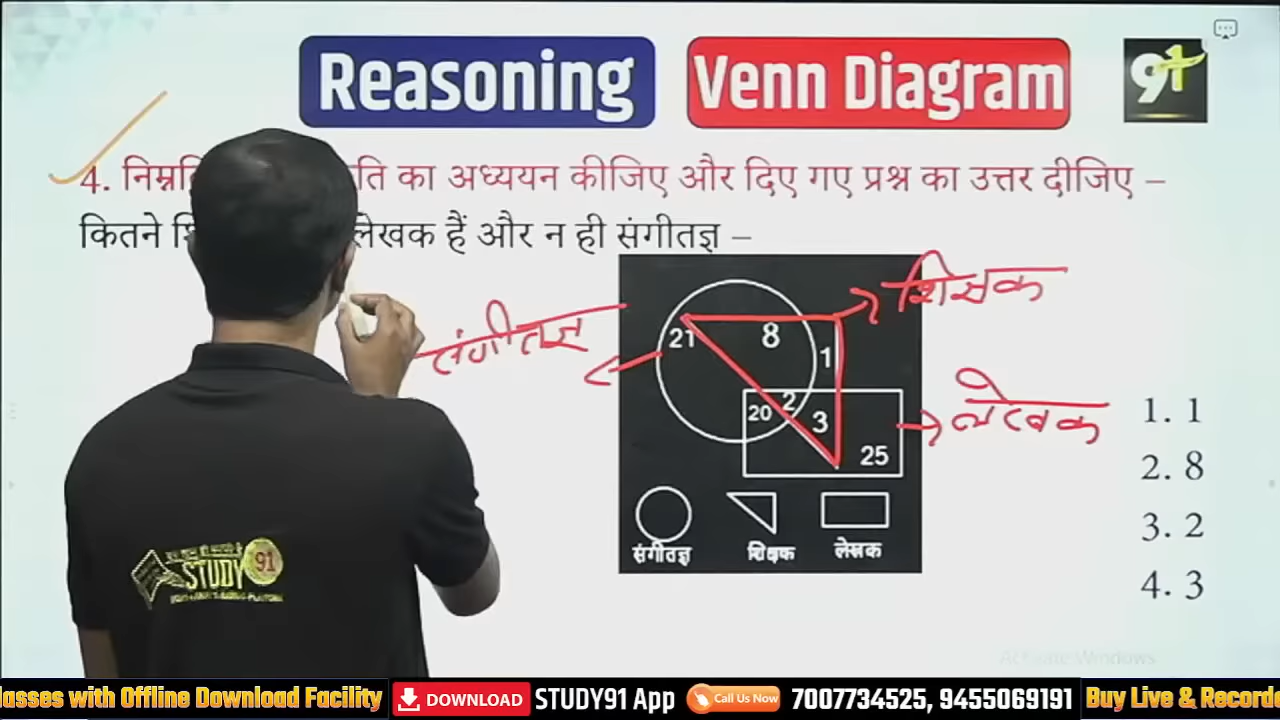 Reasoning
Venn Diagram
91
4. का अध्ययन कीजिए और दिए गए प्रश्न का उत्तर दीजिए –
कितने लेखक हैं और न ही संगीतज्ञ –
शिक्षक
संगीतज्ञ
लेखक
21
8
1
20
2
3
25
संगीतज्ञ
शिक्षक
लेखक
1. 1
2. 8
3. 2
4. 3
STUDY 91
Activate Windows
lasses with Offline Download Facility DOWNLOAD STUDY91 App Call Us Now 7007734525, 9455069191 Buy Live & Recorde